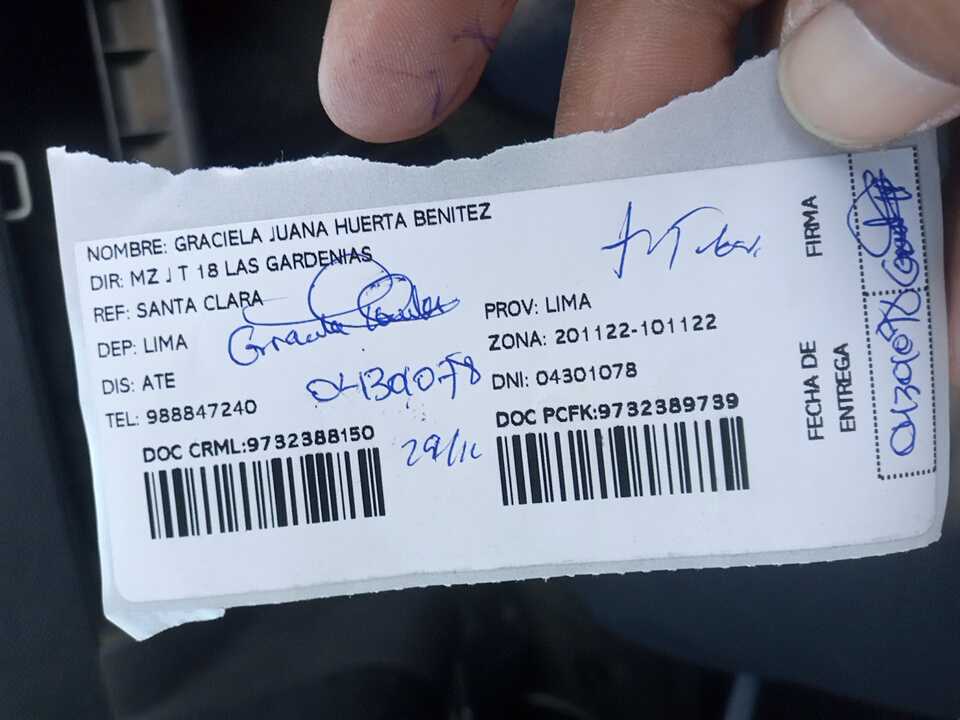 NOMBRE: GRACIELA JUANA HUERTA BENITEZ
DIR: MZ J T 18 LAS GARDENIAS
REF: SANTA CLARA
DEP: LIMA
PROV: LIMA
DIS: ATE
ZONA: 201122-101122
TEL: 988847240
04301078
DNI: 04301078
DOC CRML:9732388150
29/11
DOC PCFK:9732389739
FIRMA
FECHA DE
ENTREGA
04301078